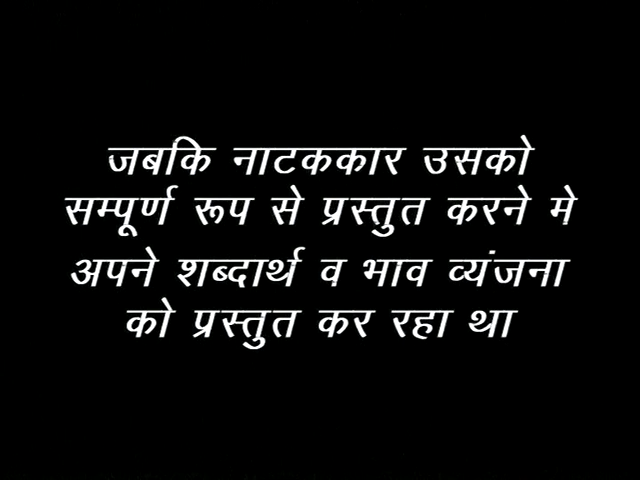 जबकि नाटककार उसको
सम्पूर्ण रूप से प्रस्तुत करने मे
अपने शब्दार्थ व भाव व्यंजना
को प्रस्तुत कर रहा था